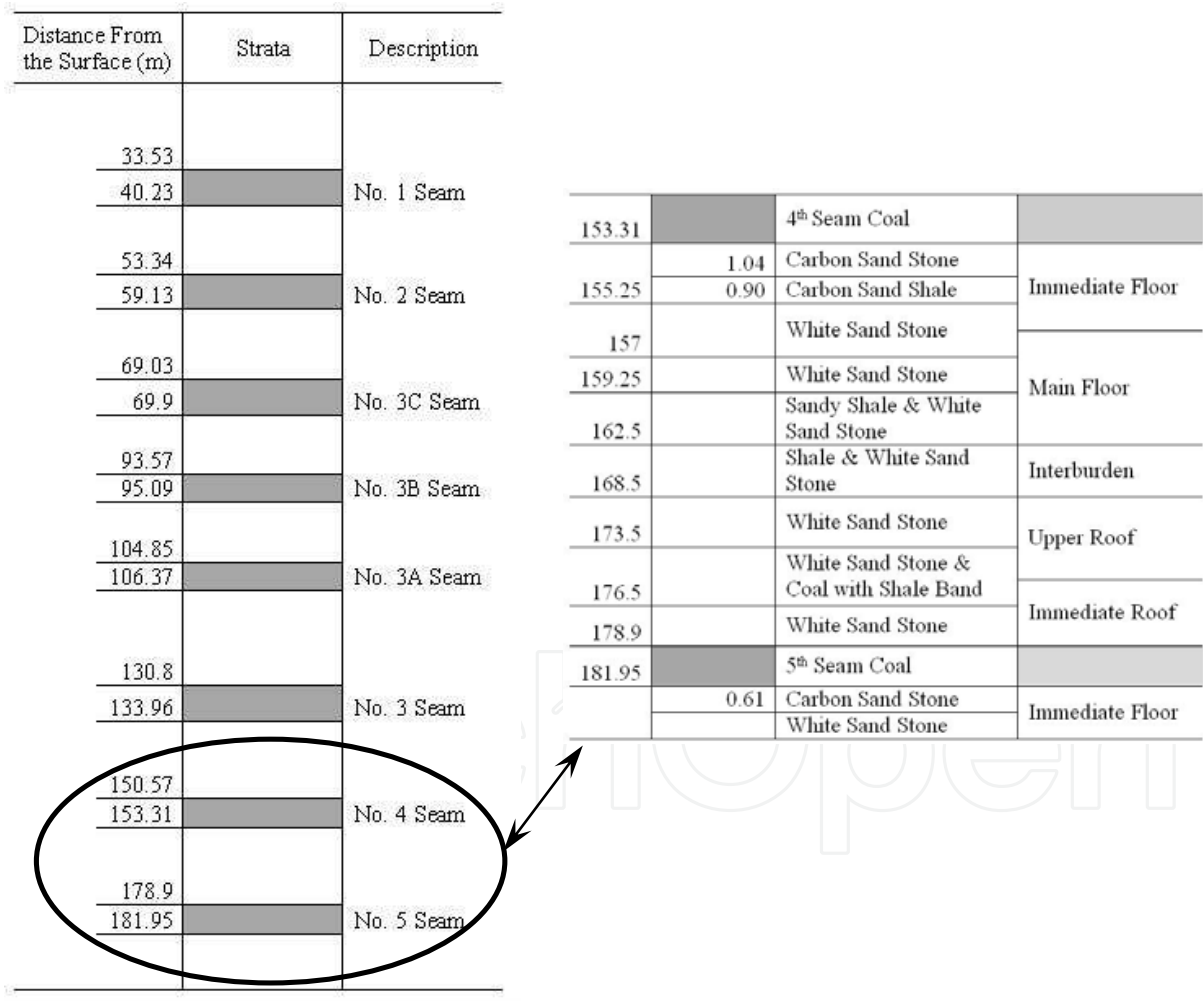 Distance From
the Surface (m)
Strata
Description
33.53
40.23
No. 1 Seam
53.34
59.13
No. 2 Seam
69.03
69.9
No. 3C Seam
93.57
95.09
No. 3B Seam
104.85
106.37
No. 3A Seam
130.8
133.96
No. 3 Seam
150.57
153.31
No. 4 Seam
178.9
181.95
No. 5 Seam
153.31
4th Seam Coal
1.04 Carbon Sand Stone
155.25 0.90 Carbon Sand Shale
Immediate Floor
157
White Sand Stone
159.25 White Sand Stone
Main Floor
162.5
Sandy Shale & White
Sand Stone
168.5
Shale & White Sand
Stone
Interburden
173.5
White Sand Stone
Upper Roof
176.5
White Sand Stone &
Coal with Shale Band
178.9
White Sand Stone
Immediate Roof
181.95 5th Seam Coal
0.61 Carbon Sand Stone
White Sand Stone
Immediate Floor